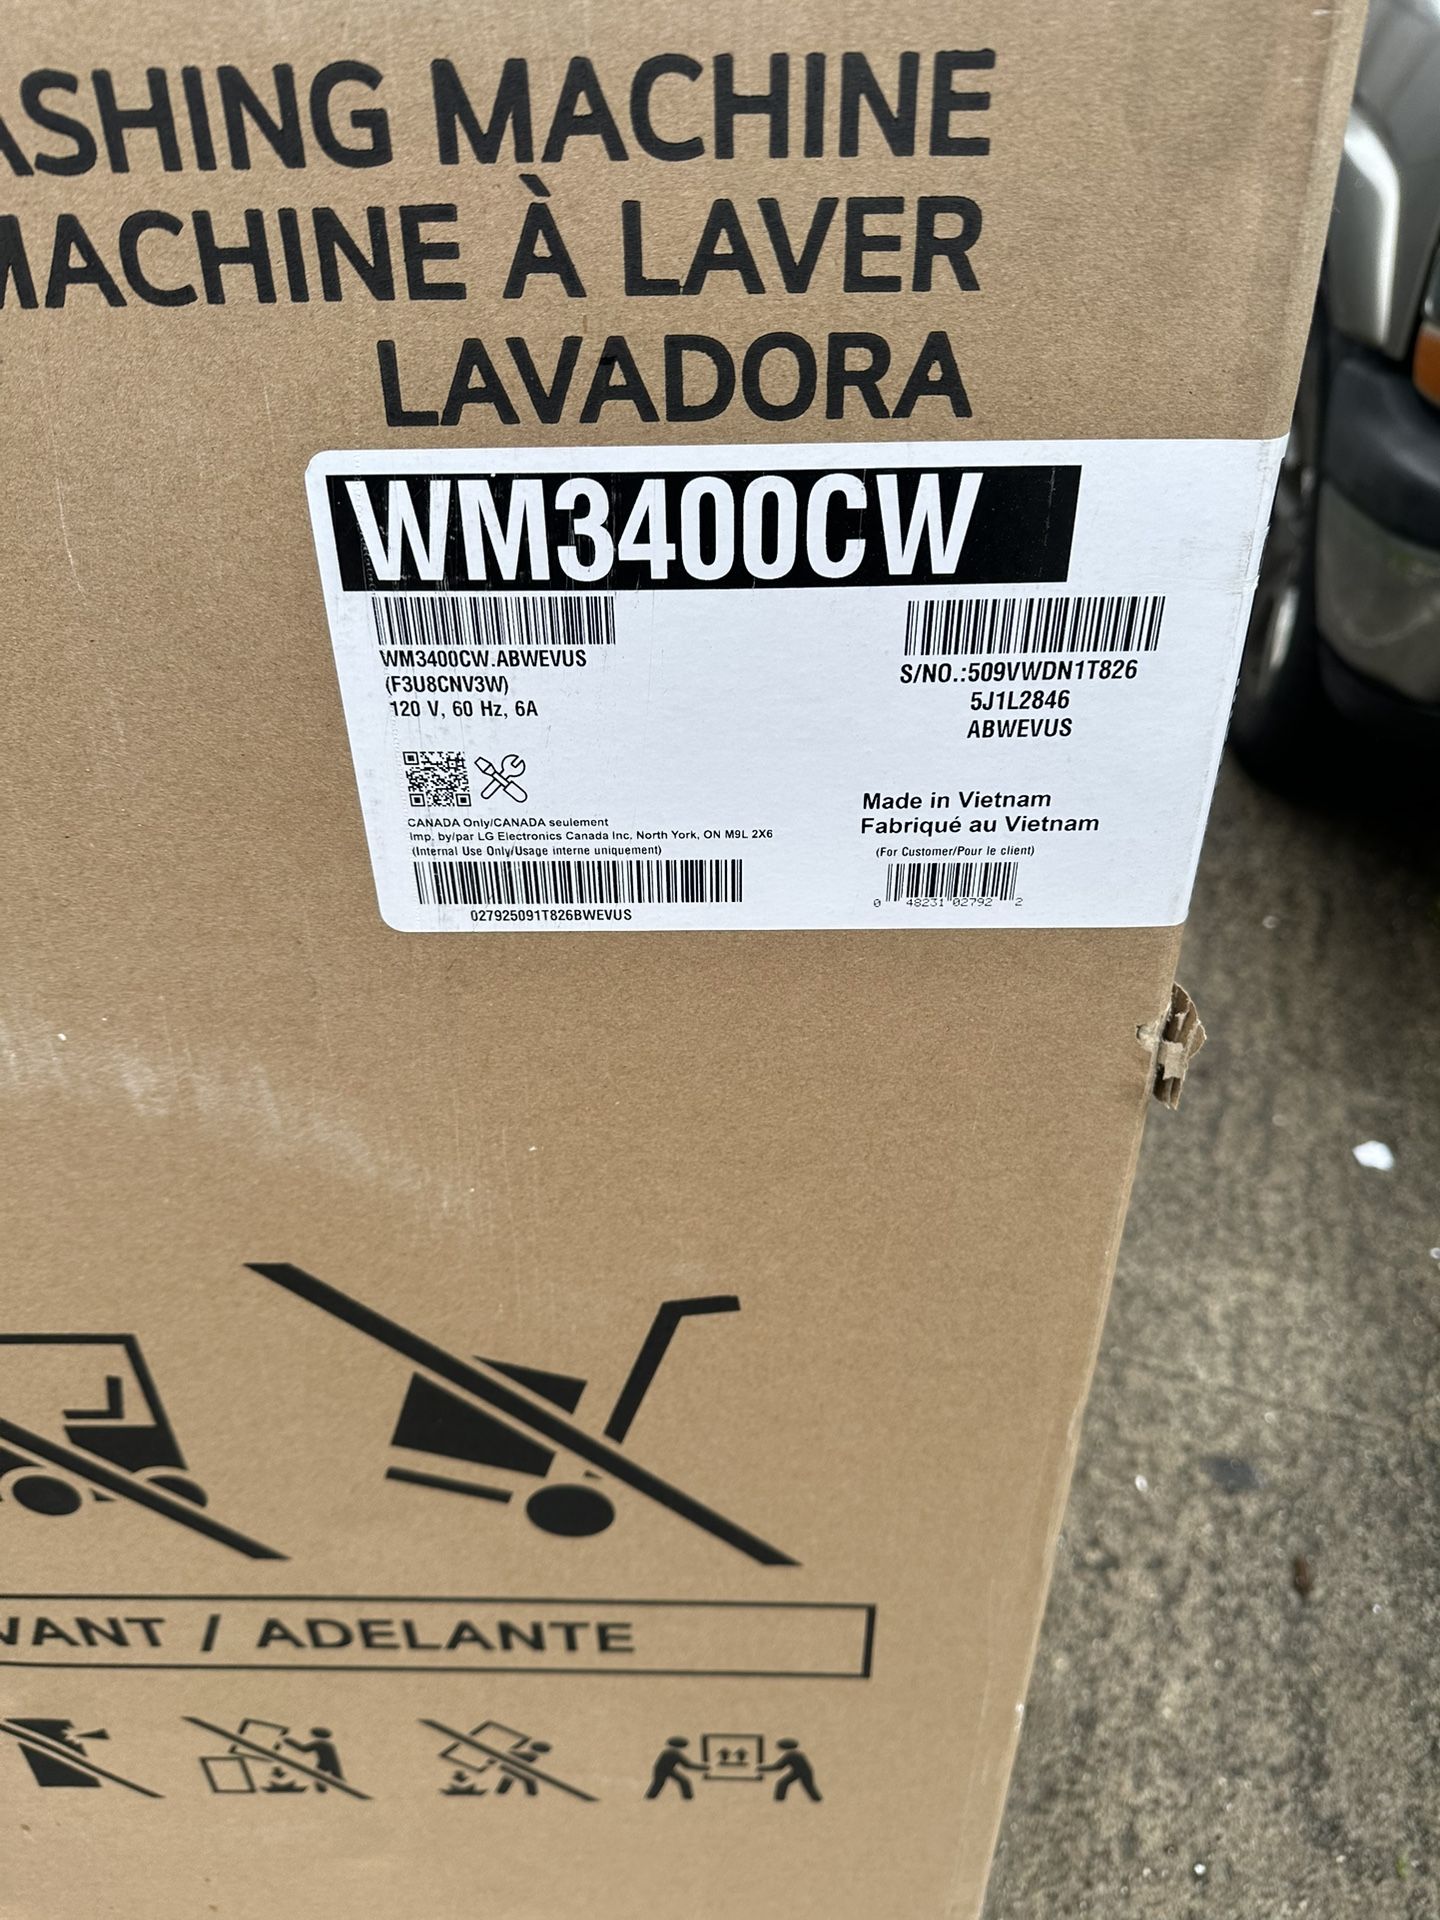 ASHING MACHINE
MACHINE À LAVER
LAVADORA
WM3400CW
WM3400CW.ABWEVUS
(F3U8CNV3W)
120 V, 60 Hz, 6A
S/NO.:509VWDN1T826
5J1L2846
ABWEVUS
CANADA Only/CANADA seulement
Imp. by/par LG Electronics Canada Inc. North York, ON M9L 2X6
(Internal Use Only/Usage interne uniquement)
027925091T826BWEVUS
Made in Vietnam
Fabriqué au Vietnam
(For Customer/Pour le client)
0 48231 02792 2
VANT / ADELANTE